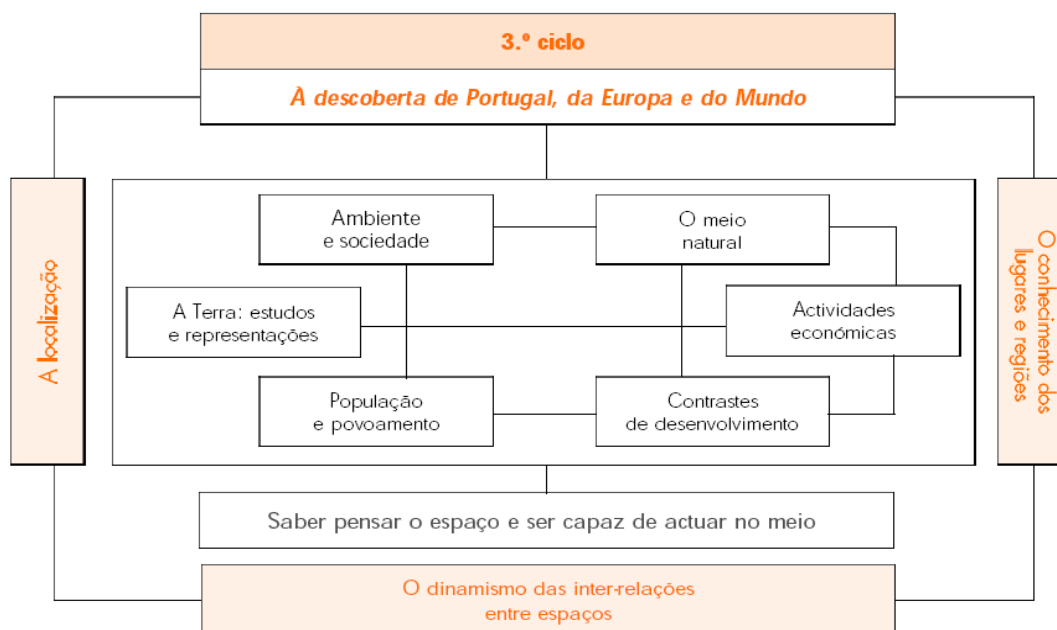 3.º ciclo
À descoberta de Portugal, da Europa e do Mundo
A localização
Ambiente
e sociedade
O meio
natural
A Terra: estudos
e representações
Actividades
económicas
População
e povoamento
Contrastes
de desenvolvimento
O conhecimento dos
lugares e regiões
Saber pensar o espaço e ser capaz de actuar no meio
O dinamismo das inter-relações
entre espaços